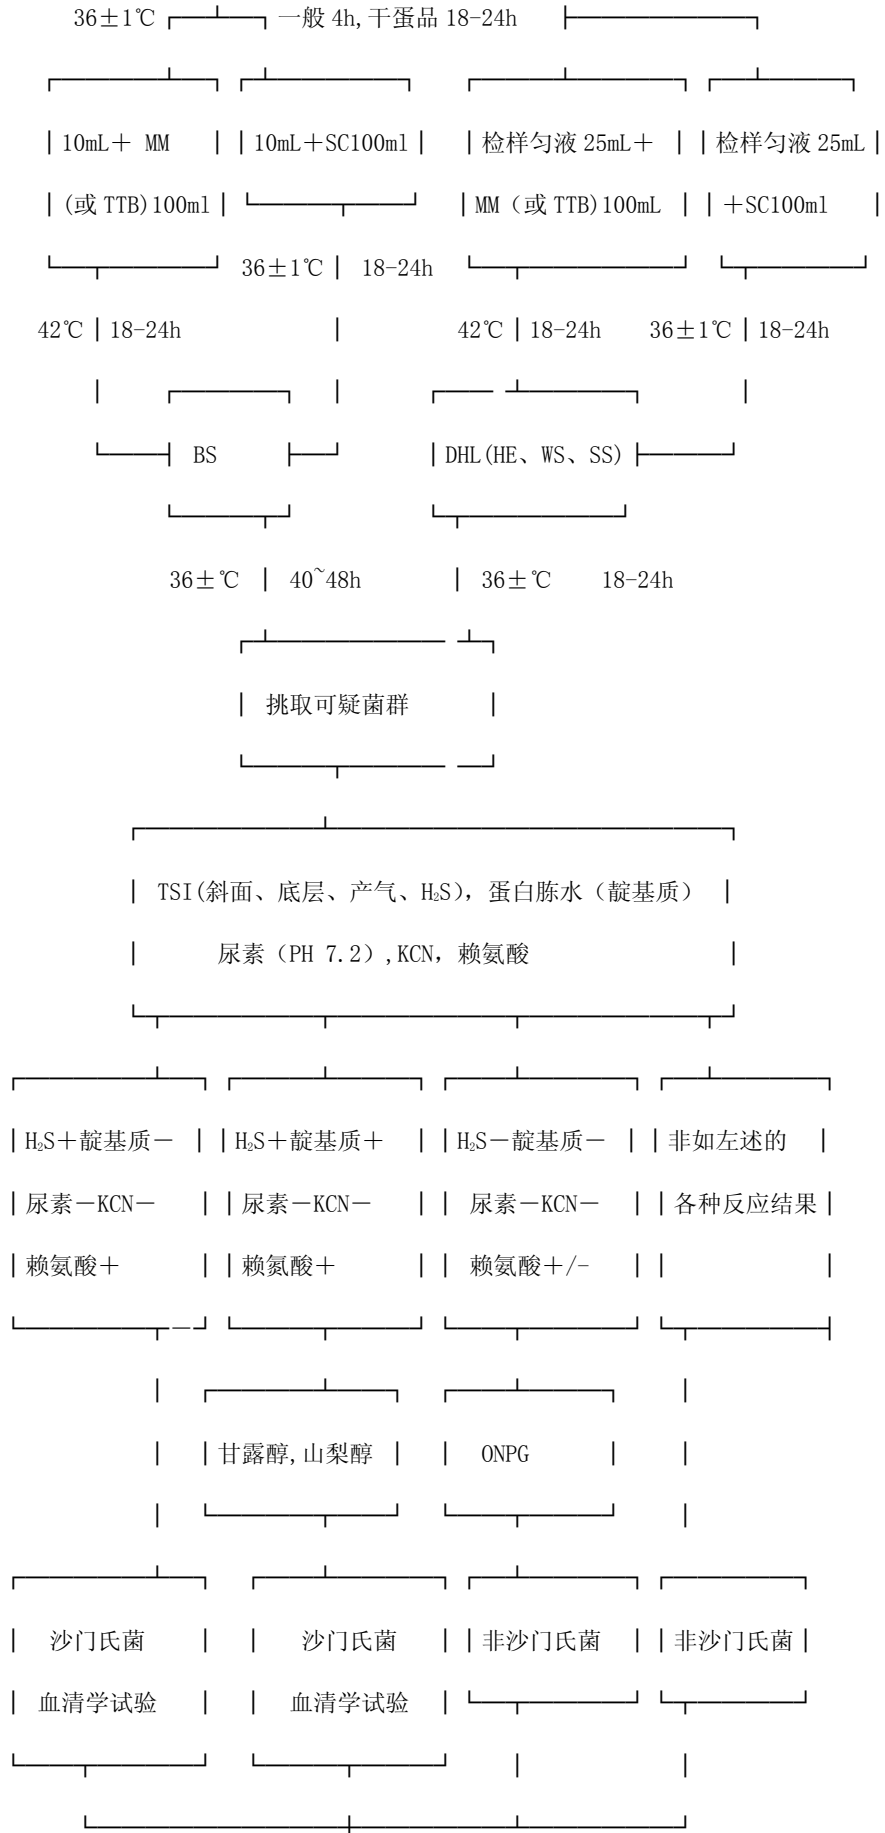 36±1℃ 一般 4h,干蛋品 18-24h
10mL＋ MM 10mL＋SC100ml 检样匀液 25mL＋ 检样匀液 25mL
(或 TTB)100ml MM（或 TTB)100mL ＋SC100ml
36±1℃ 18-24h
42℃ 18-24h 42℃ 18-24h 36±1℃ 18-24h
BS DHL(HE、WS、SS)
36±℃ 40~48h 36±℃ 18-24h
挑取可疑菌群
TSI(斜面、底层、产气、H₂S), 蛋白胨水（靛基质）
尿素（PH 7.2）,KCN, 赖氨酸
H₂S＋靛基质－ H₂S＋靛基质＋ H₂S－靛基质－ 非如左述的
尿素－KCN－ 尿素－KCN－ 尿素－KCN－ 各种反应结果
赖氨酸＋ 赖氮酸＋ 赖氨酸＋/-
甘露醇,山梨醇 ONPG
沙门氏菌 沙门氏菌 非沙门氏菌 非沙门氏菌
血清学试验 血清学试验